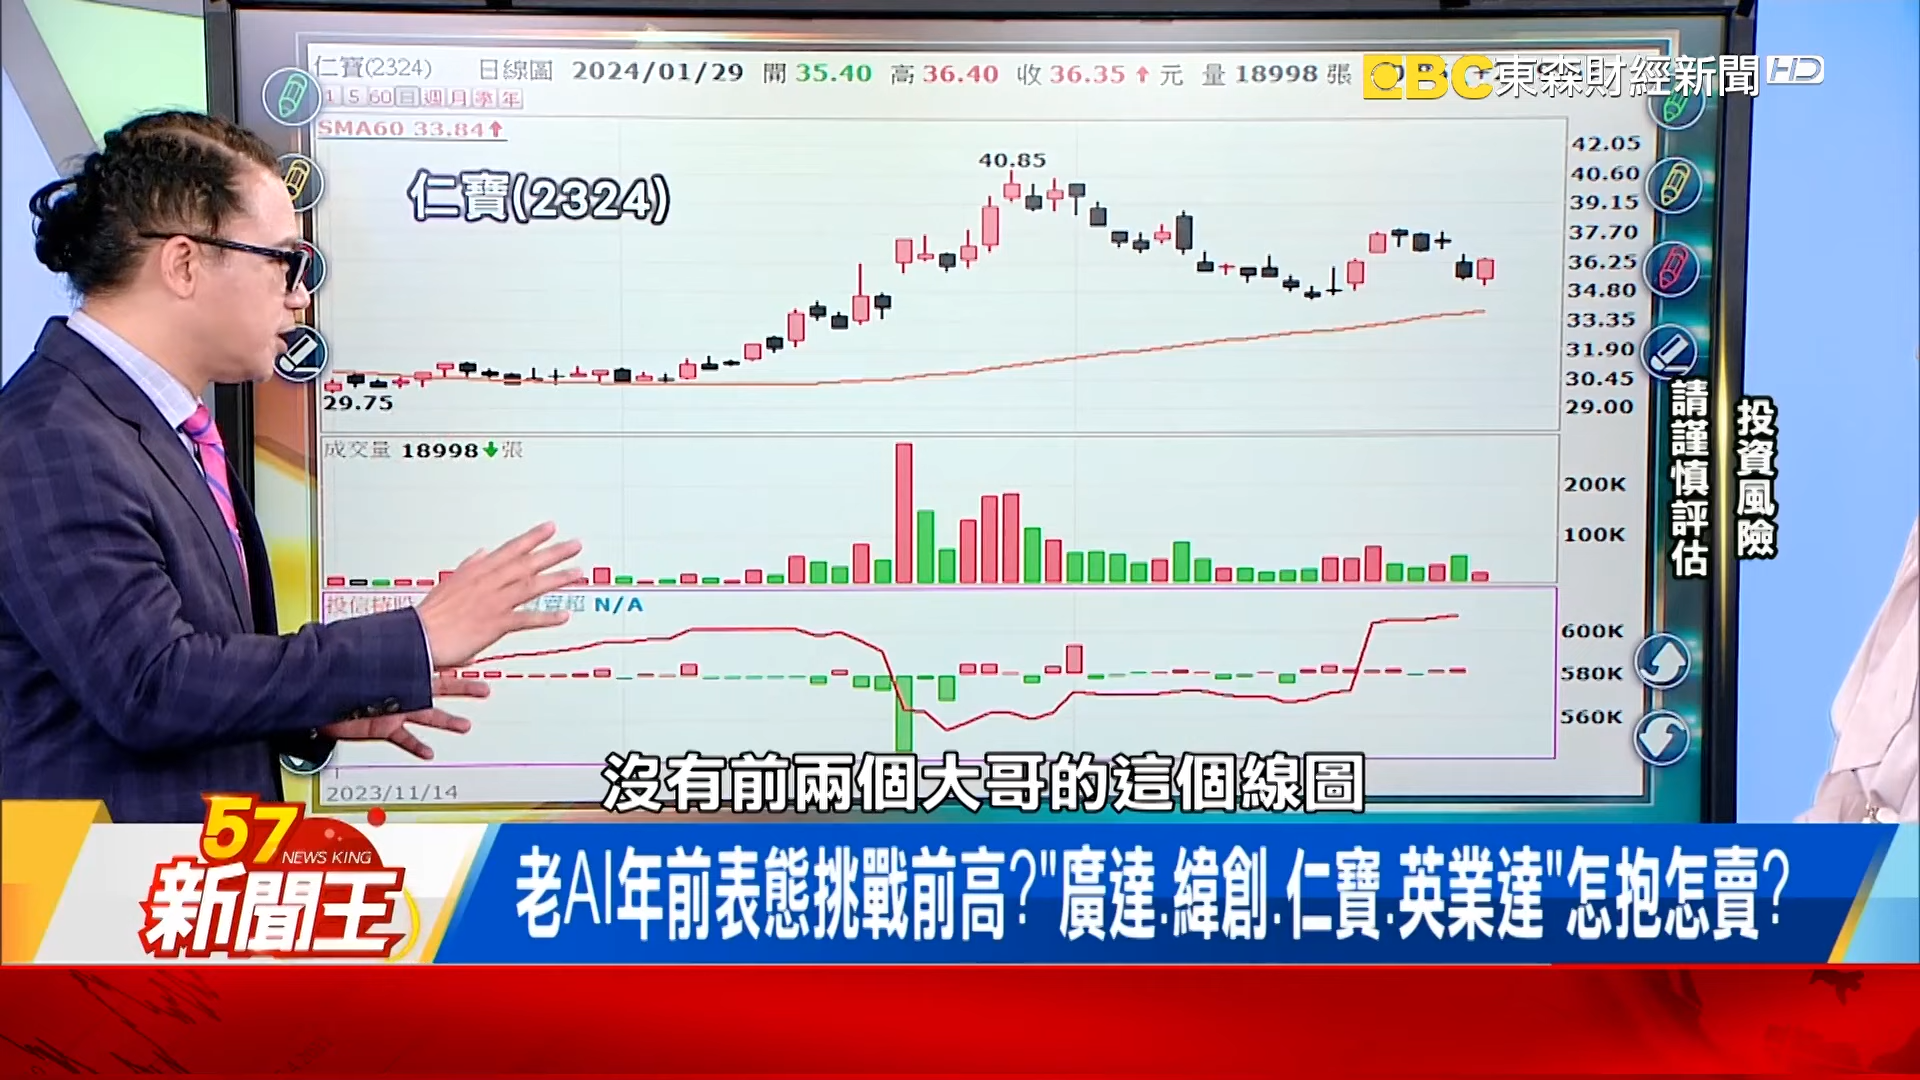 仁寶(2324) 日線圖 2024/01/29 開 35.40 高 36.40 收 36.35 ↑ 元 量 18998 張
EBC 東森財經新聞 HD
1 5 60 日 週 月 季 年
SMA60 33.84↑
仁寶(2324)
40.85
29.75
42.05
40.60
39.15
37.70
36.25
34.80
33.35
31.90
30.45
29.00
投資風險
請謹慎評估
成交量 18998↓張
200K
100K
投信持股
N/A
600K
580K
560K
2023/11/14
沒有前兩個大哥的這個線圖
57
NEWS KING
新聞王
老AI年前表態挑戰前高?"廣達.緯創.仁寶.英業達"怎抱怎賣?